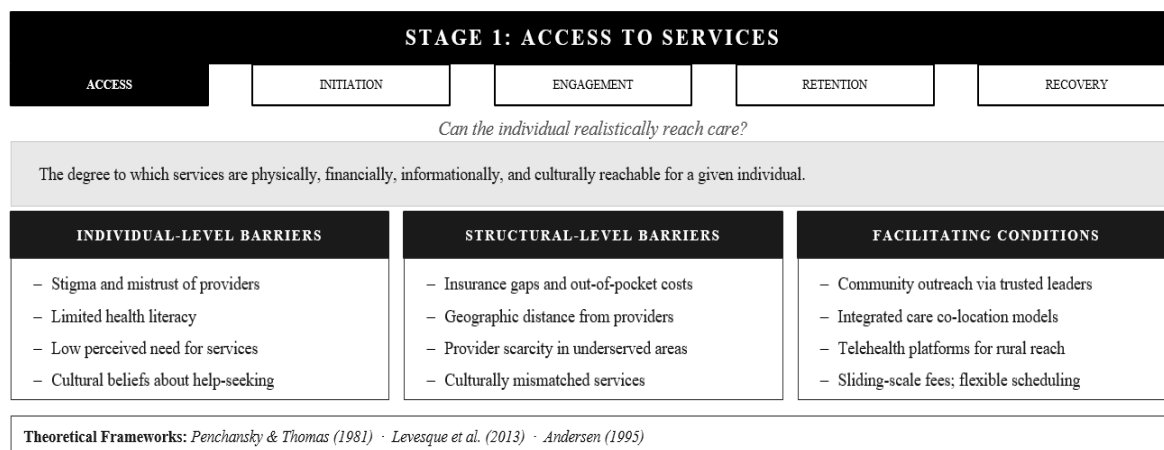 STAGE 1: ACCESS TO SERVICES
ACCESS
INITIATION
ENGAGEMENT
RETENTION
RECOVERY
Can the individual realistically reach care?
The degree to which services are physically, financially, informationally, and culturally reachable for a given individual.
INDIVIDUAL-LEVEL BARRIERS
– Stigma and mistrust of providers
– Limited health literacy
– Low perceived need for services
– Cultural beliefs about help-seeking
STRUCTURAL-LEVEL BARRIERS
– Insurance gaps and out-of-pocket costs
– Geographic distance from providers
– Provider scarcity in underserved areas
– Culturally mismatched services
FACILITATING CONDITIONS
– Community outreach via trusted leaders
– Integrated care co-location models
– Telehealth platforms for rural reach
– Sliding-scale fees; flexible scheduling
Theoretical Frameworks: Penchansky & Thomas (1981) · Levesque et al. (2013) · Andersen (1995)